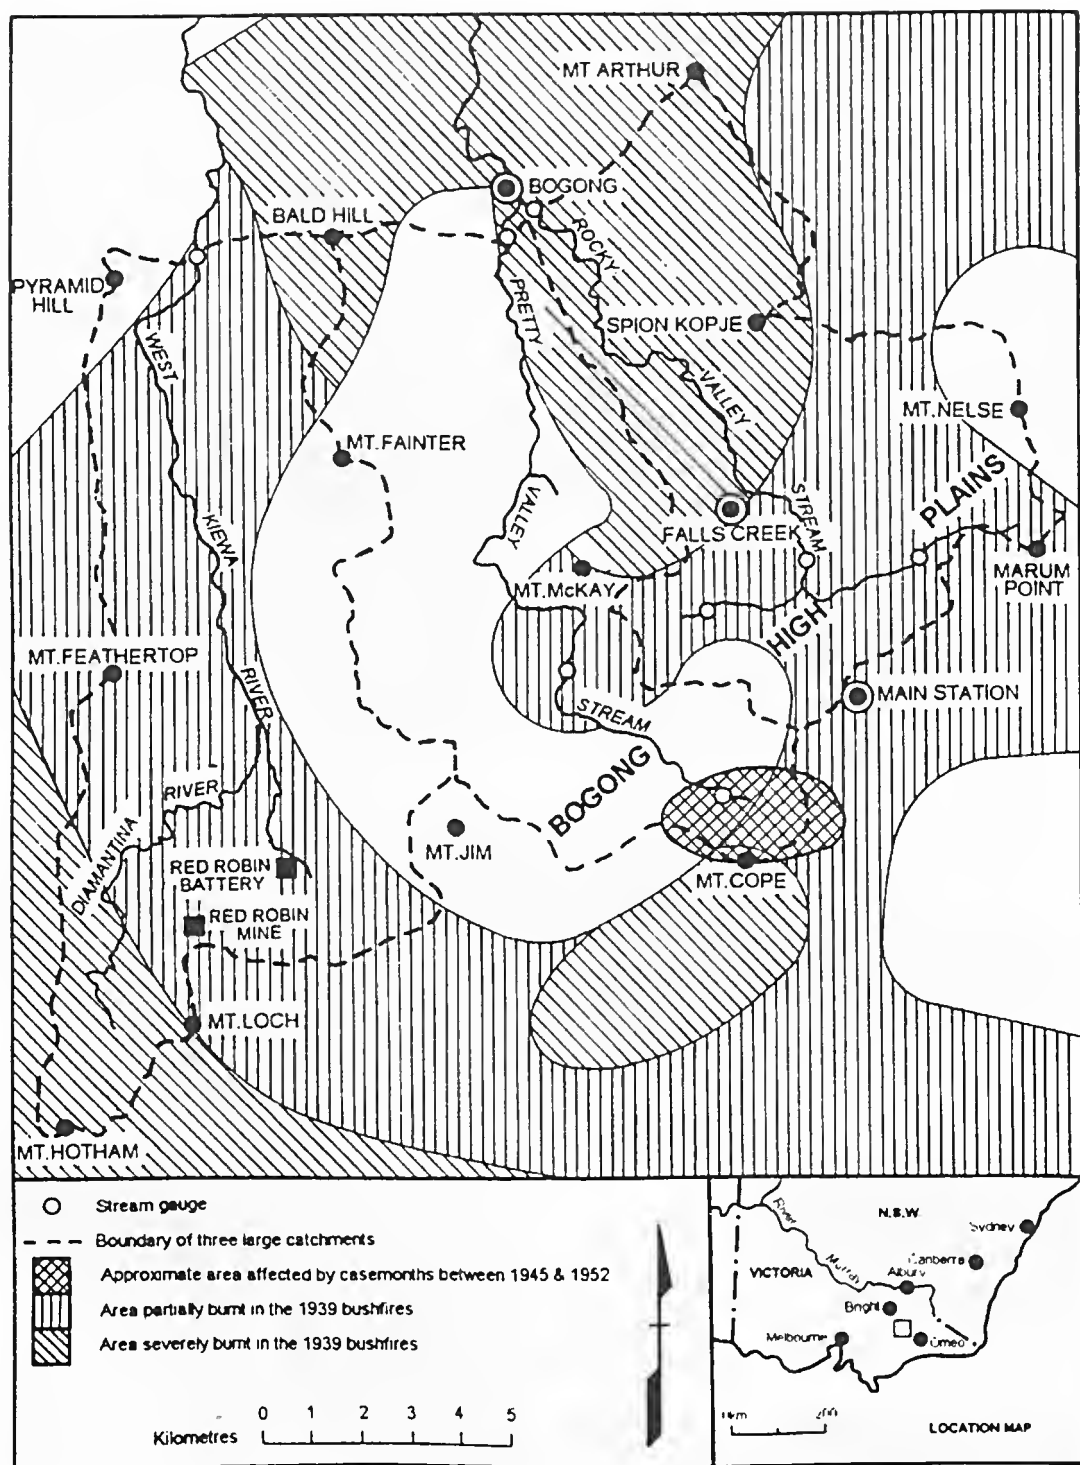 MT ARTHUR
BOGONG
BALD HILL
ROCKY
PYRAMID
HILL
PRETTY
SPION KOPJE
WEST
VALLEY
MT.NELSE
MT.FAINTER
PLAINS
VALLEY
STREAM
KIEWA
FALLS CREEK
MT.McKAY
MARUM
POINT
HIGH
MT.FEATHERTOP
RIVER
MAIN STATION
STREAM
BOGONG
RIVER
DIAMANTINA
MT.JIM
RED ROBIN
BATTERY
MT.COPE
RED ROBIN
MINE
MT.LOCH
MT.HOTHAM
Stream gauge
Boundary of three large catchments
Approximate area affected by casemonths between 1945 & 1952
Area partially burnt in the 1939 bushfires
Area severely burnt in the 1939 bushfires
0 1 2 3 4 5
Kilometres
River
Murray
N.S.W.
Sydney
Canberra
VICTORIA
Albury
Bright
Melbourne
Omeo
0km 200
LOCATION MAP